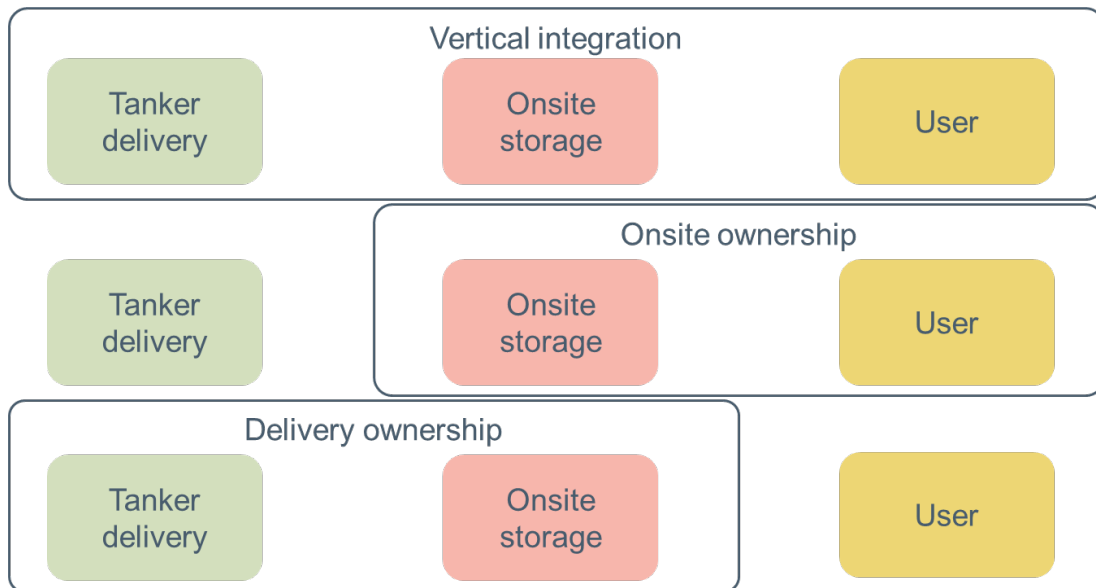 Vertical integration
Tanker
delivery
Onsite
storage
User
Onsite ownership
Tanker
delivery
Onsite
storage
User
Delivery ownership
Tanker
delivery
Onsite
storage
User